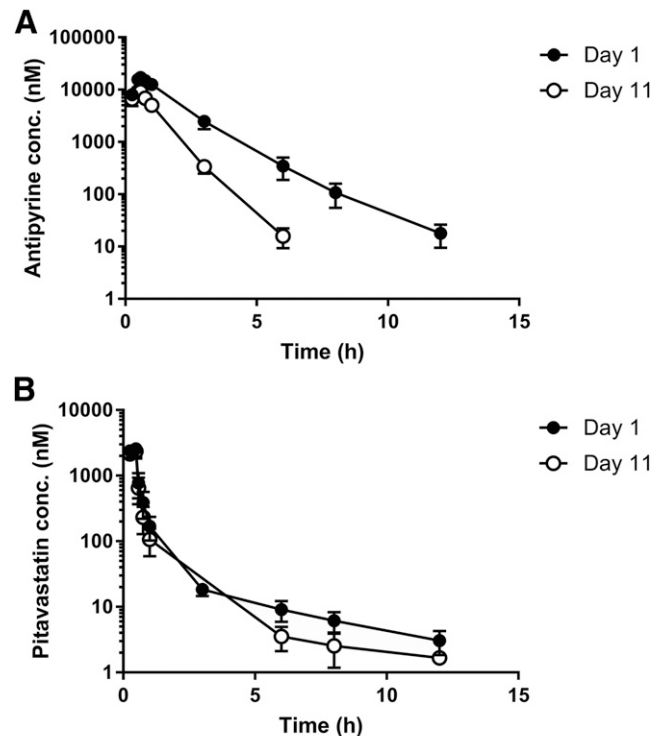 A
Antipyrine conc. (nM)
100000
10000
1000
100
10
1
0 5 10 15
Time (h)
Day 1
Day 11
B
Pitavastatin conc. (nM)
10000
1000
100
10
1
0 5 10 15
Time (h)
Day 1
Day 11